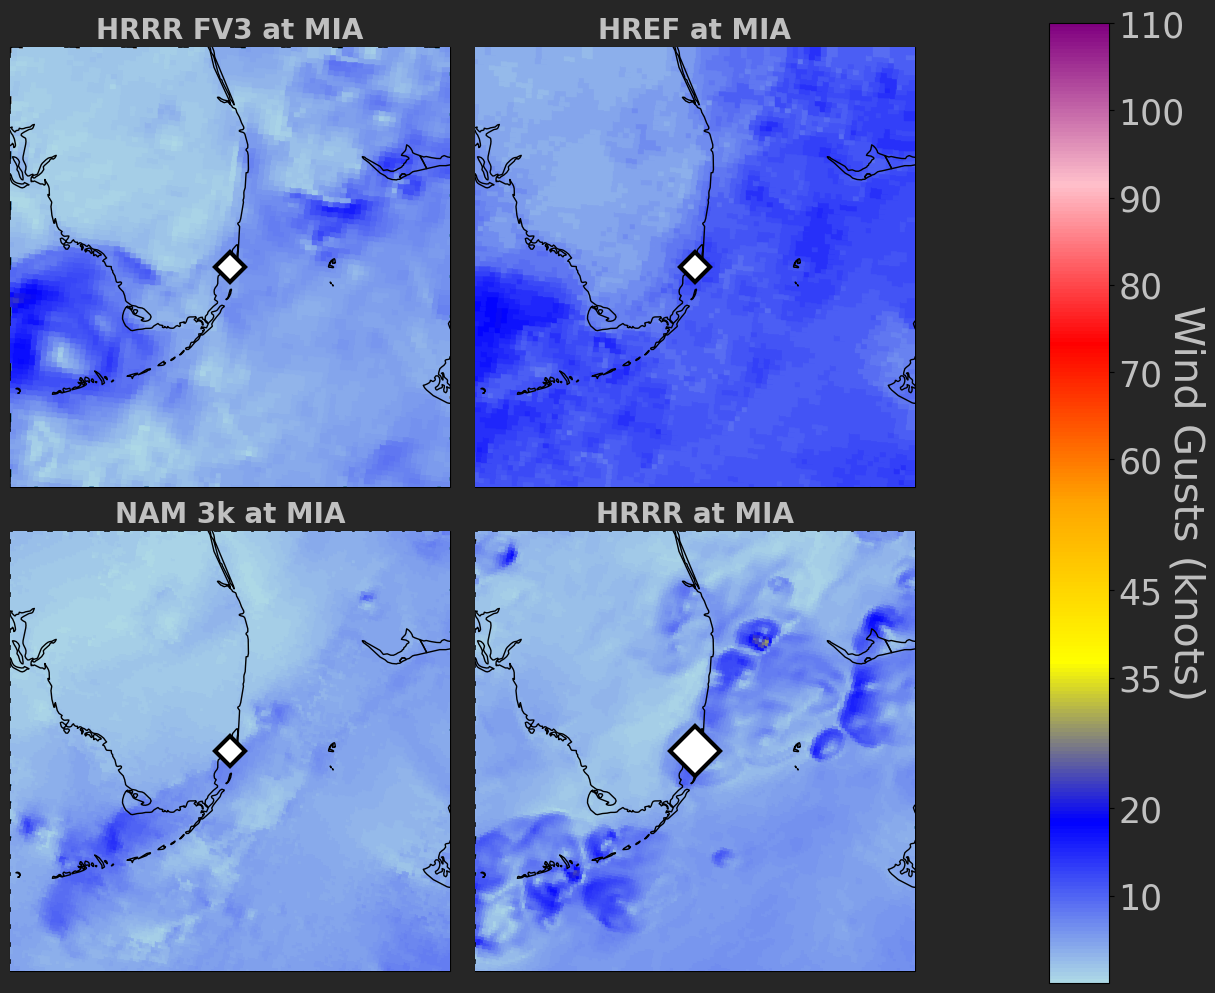 HRRR FV3 at MIA
HREF at MIA
NAM 3k at MIA
HRRR at MIA
110
100
90
80
70
60
45
35
20
10
Wind Gusts (knots)